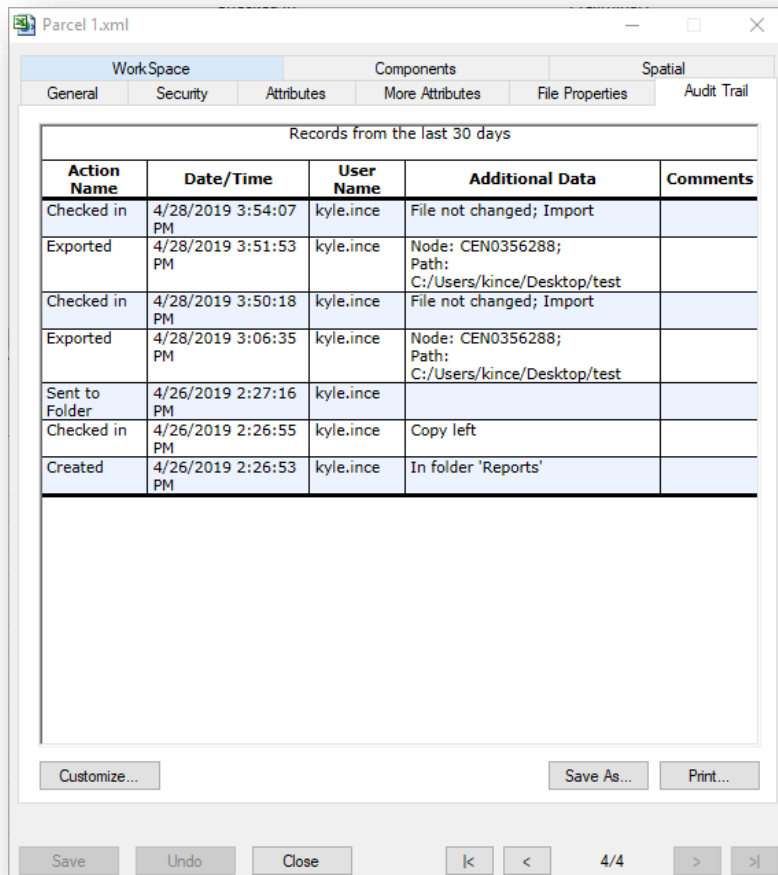 Parcel 1.xml
WorkSpace Components Spatial
General Security Attributes More Attributes File Properties Audit Trail
Records from the last 30 days
Action Name Date/Time User Name Additional Data Comments
Checked in 4/28/2019 3:54:07 PM kyle.ince File not changed; Import
Exported 4/28/2019 3:51:53 PM kyle.ince Node: CEN0356288;
Path:
C:/Users/kince/Desktop/test
Checked in 4/28/2019 3:50:18 PM kyle.ince File not changed; Import
Exported 4/28/2019 3:06:35 PM kyle.ince Node: CEN0356288;
Path:
C:/Users/kince/Desktop/test
Sent to Folder 4/26/2019 2:27:16 PM kyle.ince
Checked in 4/26/2019 2:26:55 PM kyle.ince Copy left
Created 4/26/2019 2:26:53 PM kyle.ince In folder 'Reports'
Customize... Save As... Print...
Save Undo Close |< < 4/4 > >|